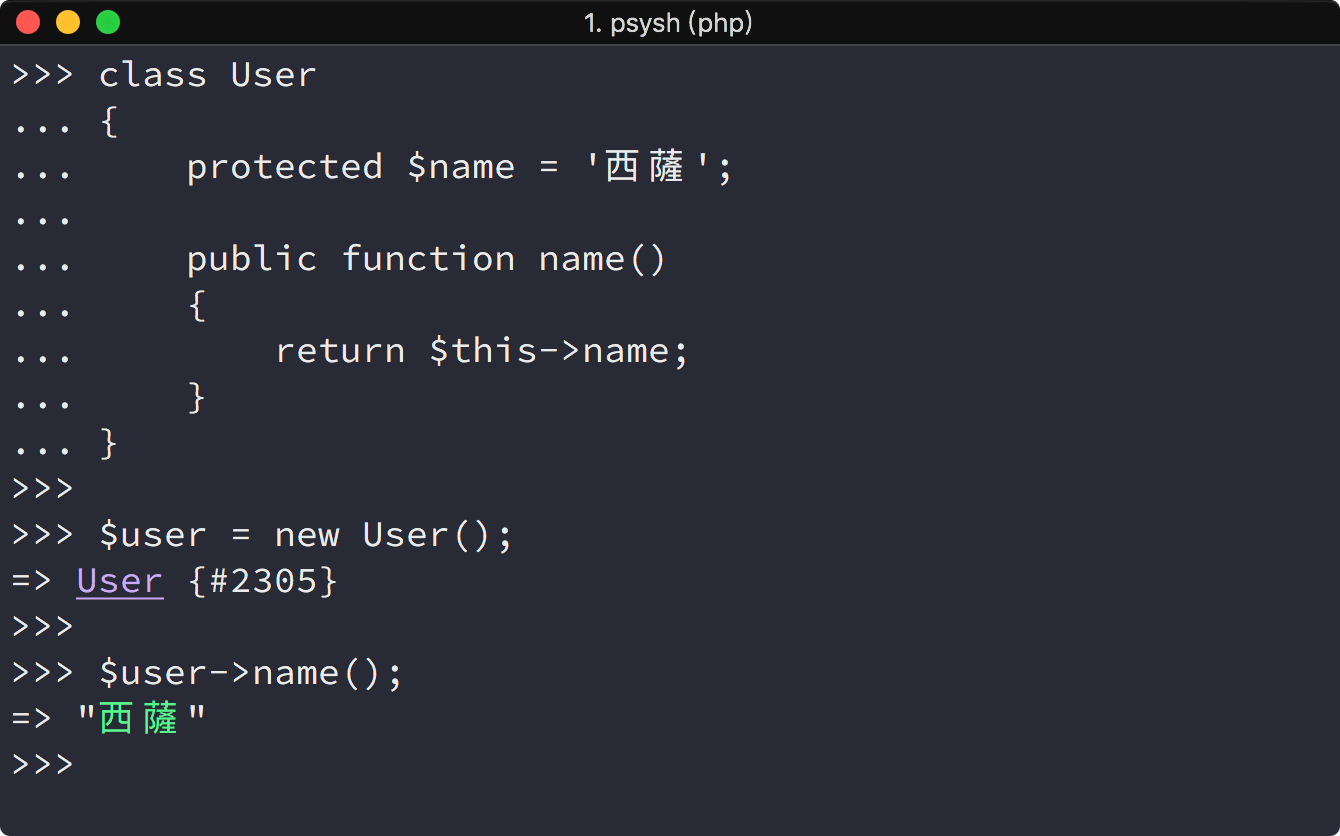 1. psysh (php)
>>> class User
... {
...     protected $name = '西薩';
...
...     public function name()
...     {
...         return $this->name;
...     }
... }
>>>
>>> $user = new User();
=> User {#2305}
>>>
>>> $user->name();
=> "西薩"
>>>